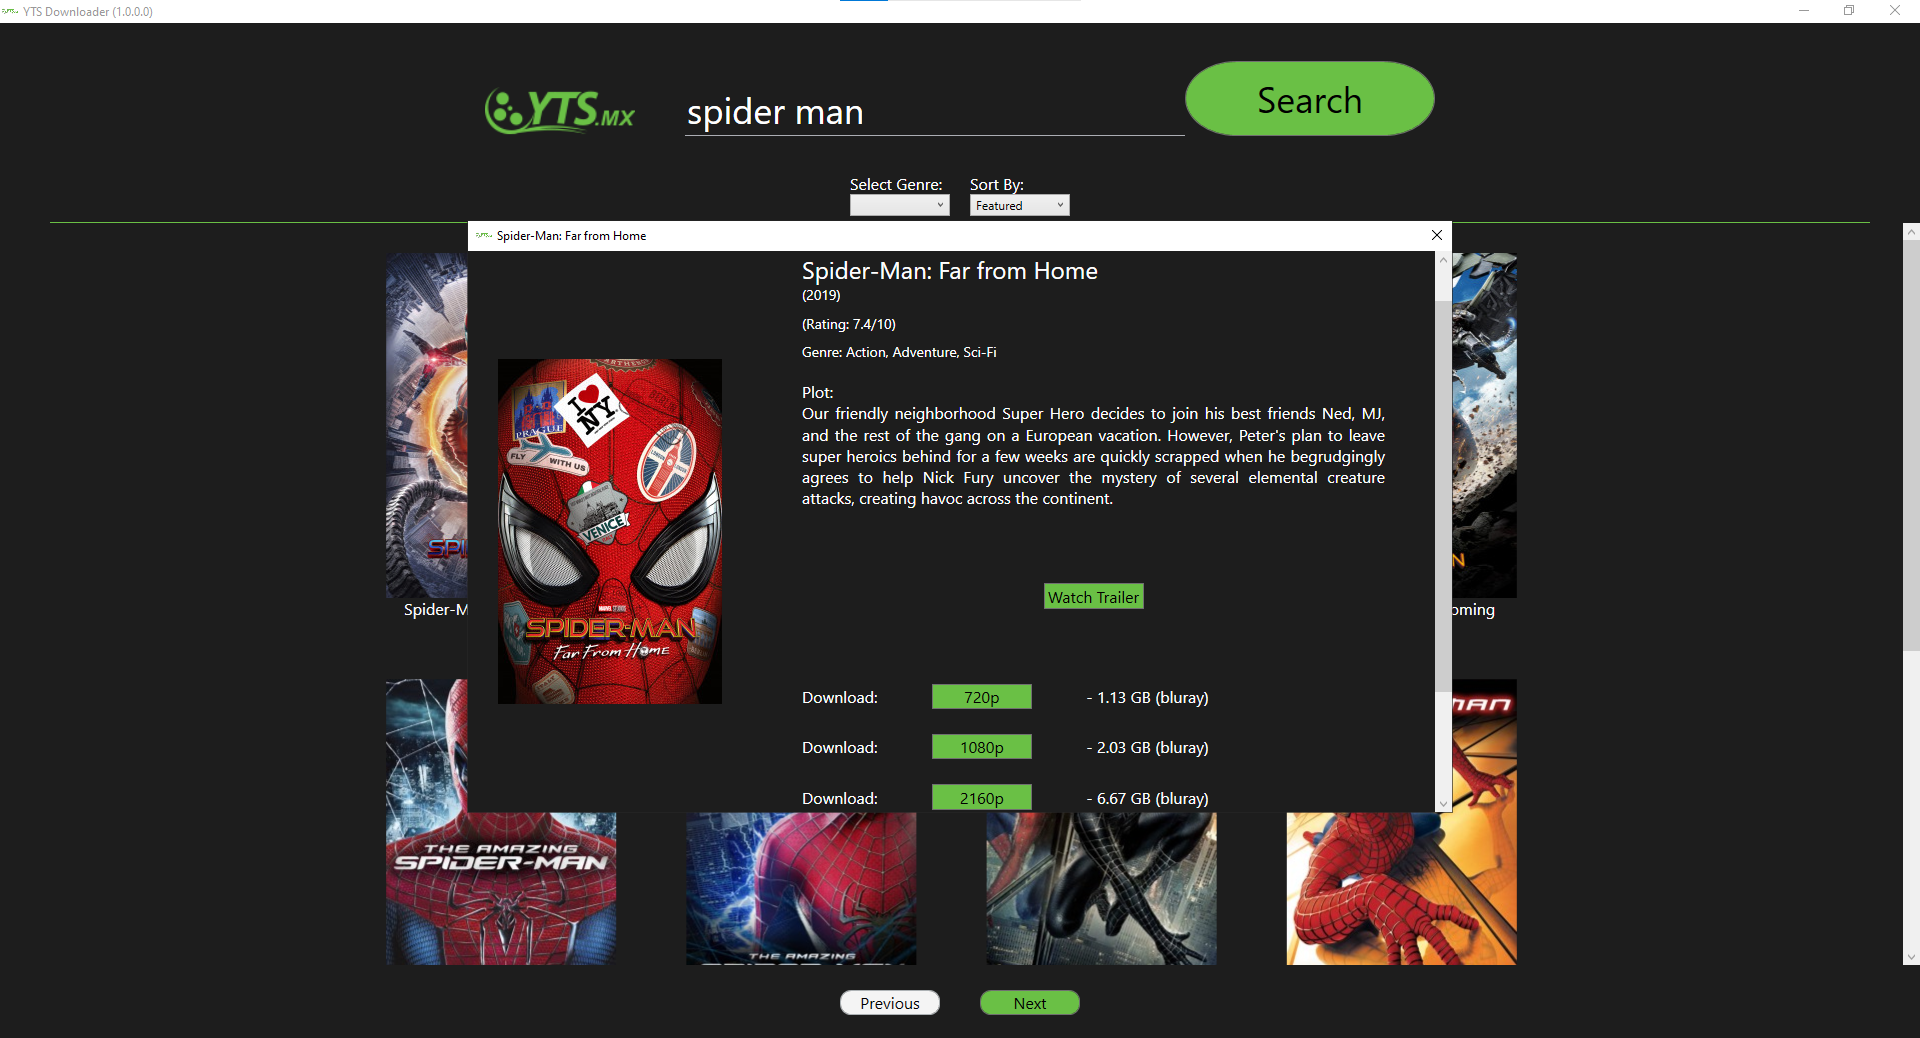 YTS Downloader (1.0.0.0)
YTS.MX
spider man
Search
Select Genre:
Sort By:
Featured
Spider-Man: Far from Home
Spider-Man: Far from Home
(2019)
(Rating: 7.4/10)
Genre: Action, Adventure, Sci-Fi
Plot:
Our friendly neighborhood Super Hero decides to join his best friends Ned, MJ,
and the rest of the gang on a European vacation. However, Peter's plan to leave
super heroics behind for a few weeks are quickly scrapped when he begrudgingly
agrees to help Nick Fury uncover the mystery of several elemental creature
attacks, creating havoc across the continent.
Watch Trailer
Download:
720p
- 1.13 GB (bluray)
Download:
1080p
- 2.03 GB (bluray)
Download:
2160p
- 6.67 GB (bluray)
I NY
PRAGUE
FLY WITH US
LONDON
VENICE
MARVEL STUDIOS
SPIDER-MAN
Far From Home
SPI
Spider-M
N
oming
THE AMAZING
SPIDER-MAN
THE AMAZING
MAN
Previous
Next